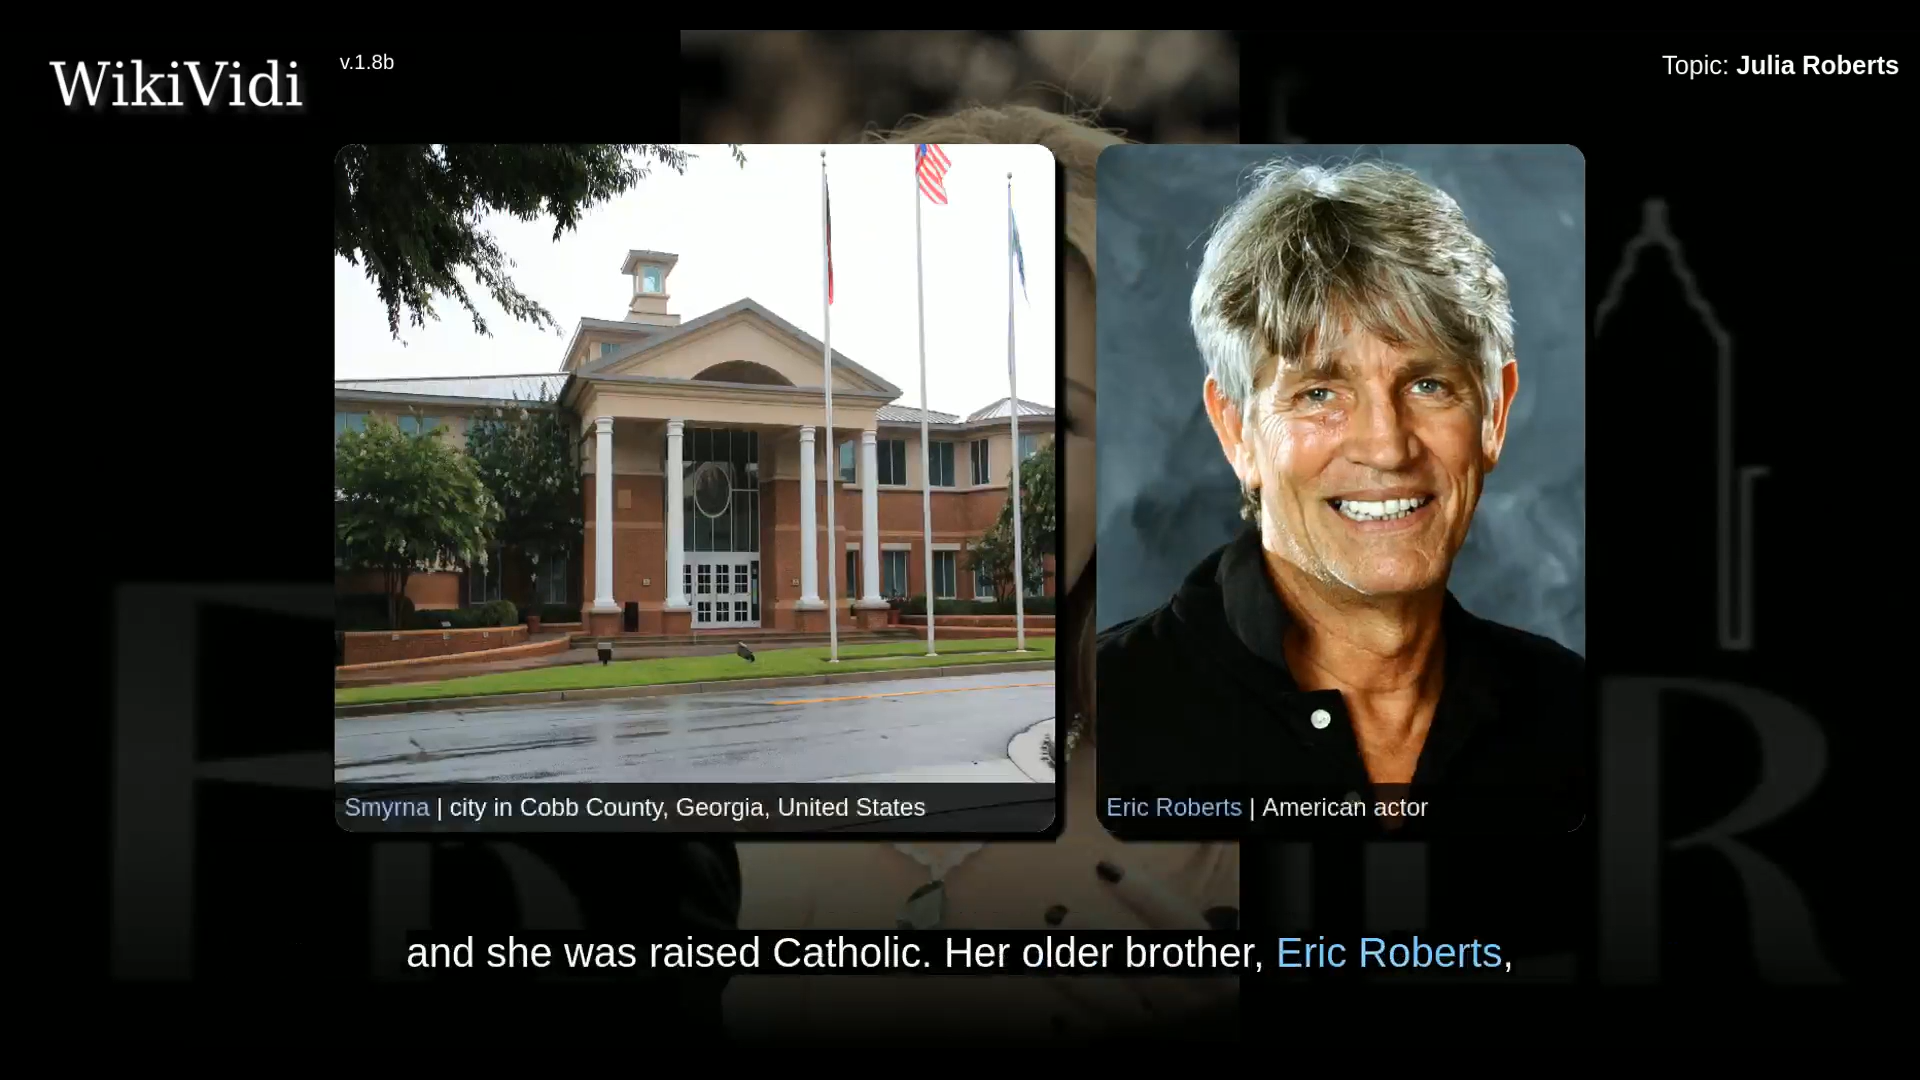 WikiVidi
v.1.8b
Topic: Julia Roberts
Smyrna | city in Cobb County, Georgia, United States
Eric Roberts | American actor
and she was raised Catholic. Her older brother, Eric Roberts,